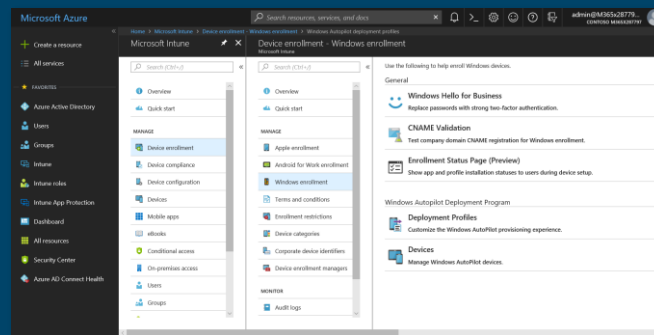 Microsoft Azure
Search resources, services, and docs
admin@M365x28779...
CONTOSO
Home > Microsoft Intune > Device enrollment - Windows enrollment > Windows Autopilot deployment profiles
Create a resource
All services
FAVORITES
Azure Active Directory
Users
Groups
Intune
Intune roles
Intune App Protection
Dashboard
All resources
Security Center
Azure AD Connect Health
Microsoft Intune
Search (Ctrl+/)
Overview
Quick start
MANAGE
Device enrollment
Device compliance
Device configuration
Devices
Mobile apps
eBooks
Conditional access
On-premises access
Users
Groups
Device enrollment - Windows enrollment
Microsoft Intune
Search (Ctrl+/)
Overview
Quick start
MANAGE
Apple enrollment
Android for Work enrollment
Windows enrollment
Terms and conditions
Enrollment restrictions
Device categories
Corporate device identifiers
Device enrollment managers
MONITOR
Audit logs
Use the following to help enroll Windows devices.
General
Windows Hello for Business
Replace passwords with strong two-factor authentication.
CNAME Validation
Test company domain CNAME registration for Windows enrollment.
Enrollment Status Page (Preview)
Show app and profile installation statuses to users during device setup.
Windows Autopilot Deployment Program
Deployment Profiles
Customize the Windows AutoPilot provisioning experience.
Devices
Manage Windows AutoPilot devices.